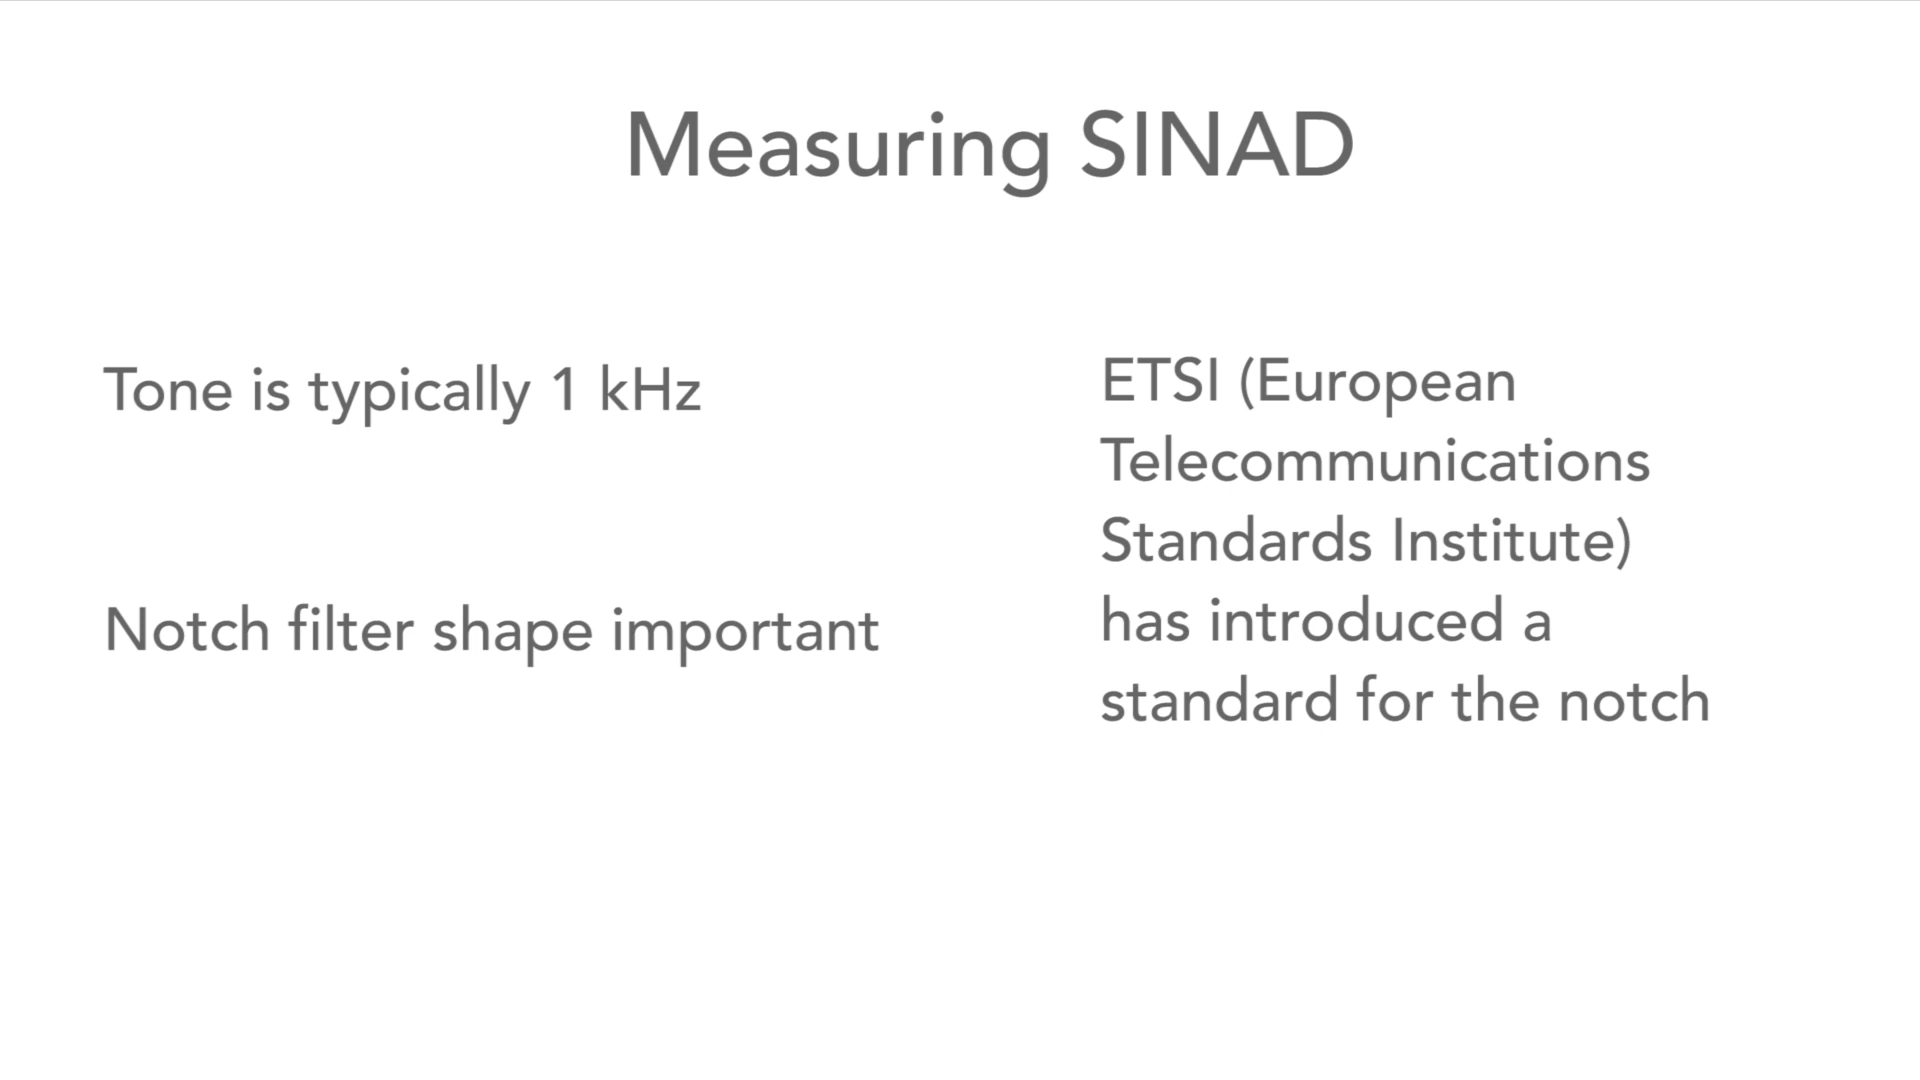 Measuring SINAD
Tone is typically 1 kHz
Notch filter shape important
ETSI (European
Telecommunications
Standards Institute)
has introduced a
standard for the notch